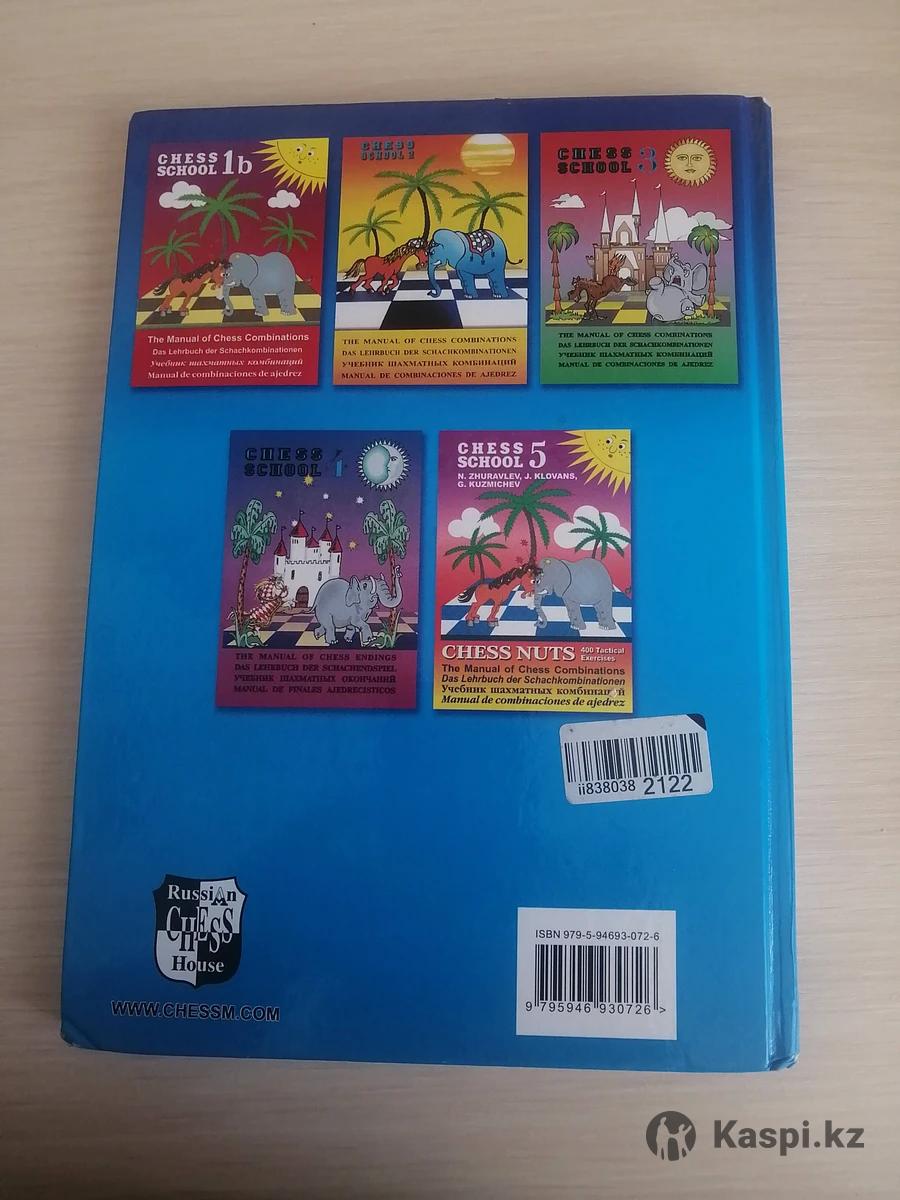 CHESS
SCHOOL 1b
The Manual of Chess Combinations
Das Lehrbuch der Schachkombinationen
Учебник шахматных комбинаций
Manual de combinaciones de ajedrez
CHESS
SCHOOL 2
THE MANUAL OF CHESS COMBINATIONS
DAS LEHRBUCH DER SCHACHKOMBINATIONEN
УЧЕБНИК ШАХМАТНЫХ КОМБИНАЦИЙ
MANUAL DE COMBINACIONES DE AJEDREZ
CHESS
SCHOOL 3
THE MANUAL OF CHESS COMBINATIONS
DAS LEHRBUCH DER SCHACHKOMBINATIONEN
УЧЕБНИК ШАХМАТНЫХ КОМБИНАЦИЙ
MANUAL DE COMBINACIONES DE AJEDREZ
CHESS
SCHOOL 4
THE MANUAL OF CHESS ENDINGS
DAS LEHRBUCH DER SCHACHENDSPIEL
УЧЕБНИК ШАХМАТНЫХ ОКОНЧАНИЙ
MANUAL DE FINALES AJEDRECISTICOS
CHESS
SCHOOL 5
N. ZHURAVLEV, J. KLOVANS,
G. KUZMICHEV
CHESS NUTS 400 Tactical Exercises
The Manual of Chess Combinations
Das Lehrbuch der Schachkombinationen
Учебник шахматных комбинаций
Manual de combinaciones de ajedrez
ii838038 2122
Russian
CHESS
House
WWW.CHESSM.COM
ISBN 979-5-94693-072-6
9 795946 930726 >
Kaspi.kz